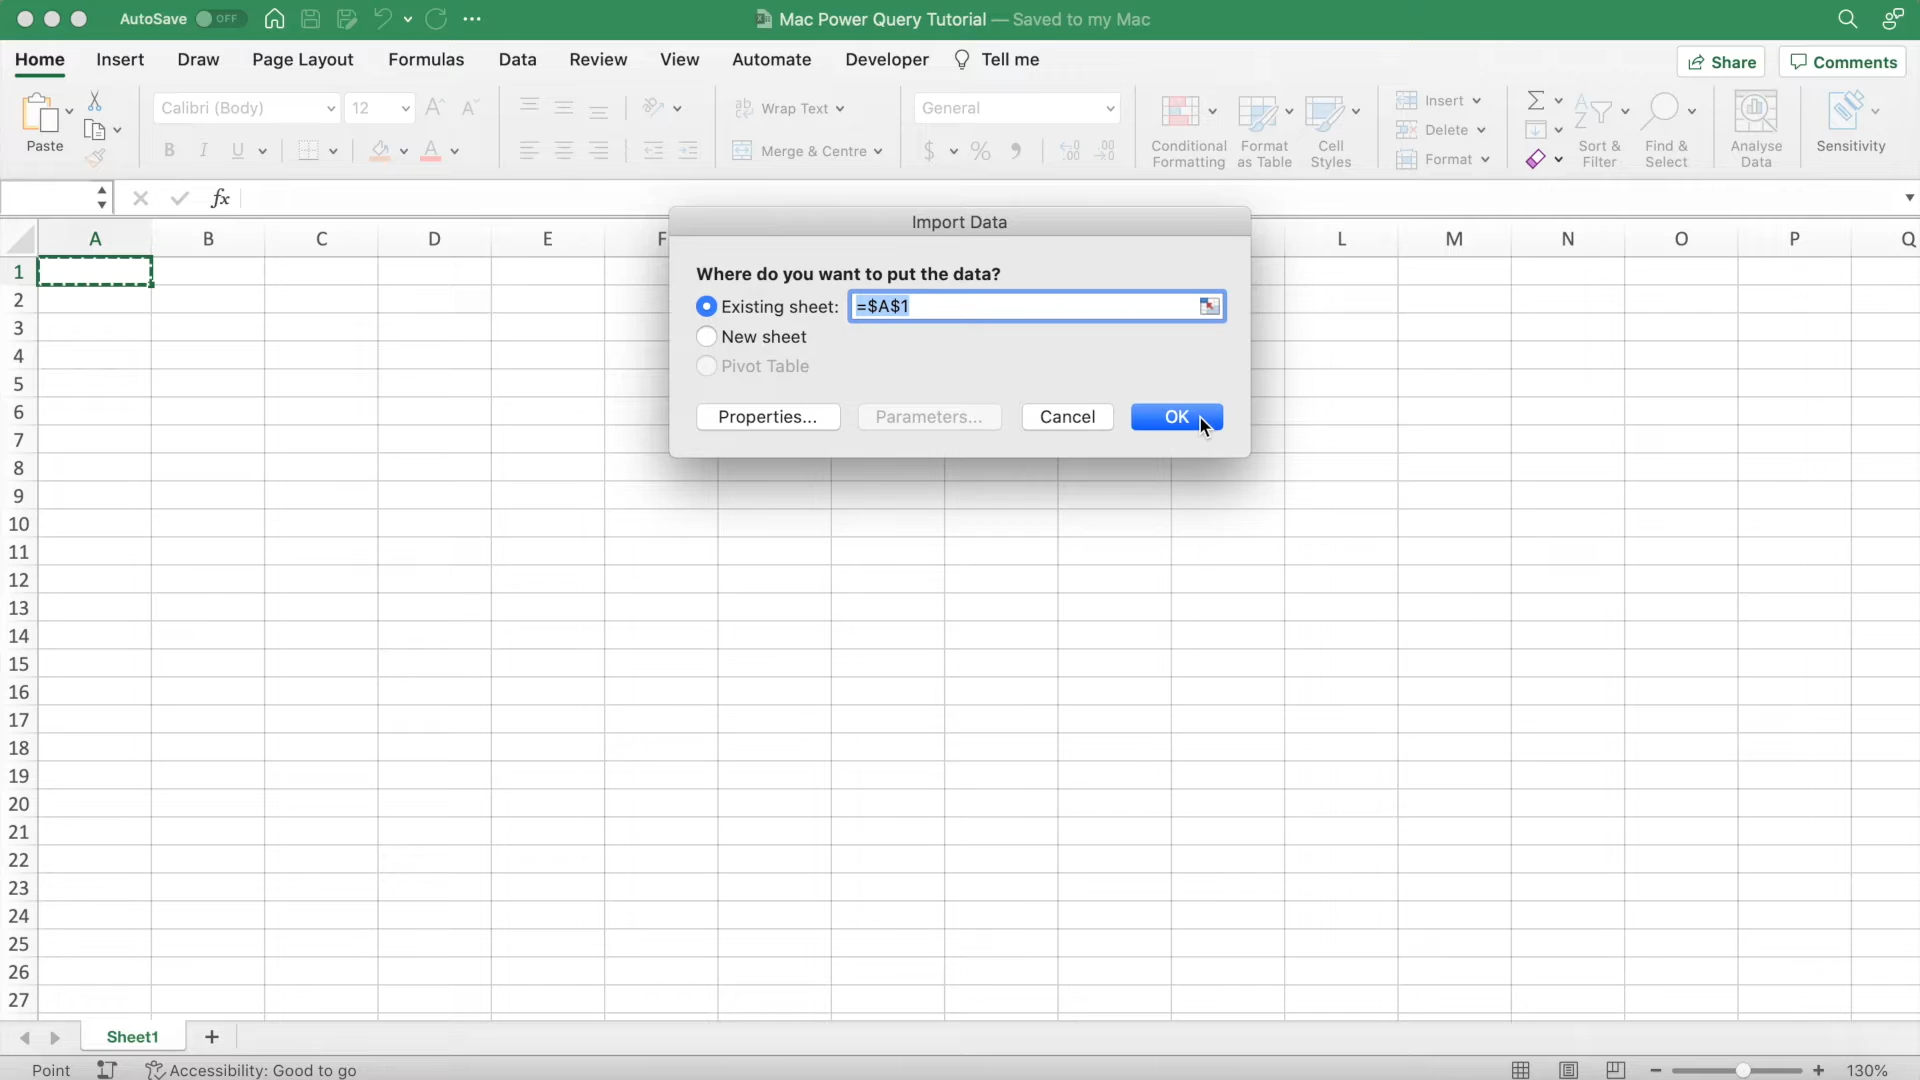 AutoSave OFF Mac Power Query Tutorial — Saved to my Mac
Home Insert Draw Page Layout Formulas Data Review View Automate Developer Tell me Share Comments
Paste
Calibri (Body) 12 A A
B I U A
ab Wrap Text
Merge & Centre
General
$ % 9 .00 .00
Conditional Formatting
Format as Table
Cell Styles
Insert
Delete
Format
Sort & Filter
Find & Select
Analyse Data
Sensitivity
fx
A B C D E F L M N O P Q
Import Data
Where do you want to put the data?
Existing sheet: =$A$1
New sheet
Pivot Table
Properties... Parameters... Cancel OK
1
2
3
4
5
6
7
8
9
10
11
12
13
14
15
16
17
18
19
20
21
22
23
24
25
26
27
Sheet1 +
Point Accessibility: Good to go 130%